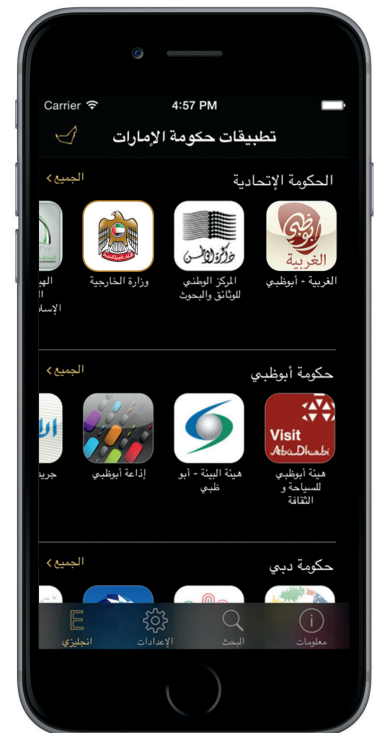 Carrier
4:57 PM
تطبيقات حكومة الإمارات
الحكومة الإتحادية
الجميع
الغربية
الغربية - أبوظبي
المركز الوطني
للوثائق والبحوث
وزارة الخارجية
حكومة أبوظبي
الجميع
Visit
Abu Dhabi
هيئة أبوظبي
للسياحة و
الثقافة
هيئة البيئة - أبو
ظبي
إذاعة أبوظبي
حكومة دبي
الجميع
معلومات
البحث
الإعدادات
E
انجليزي